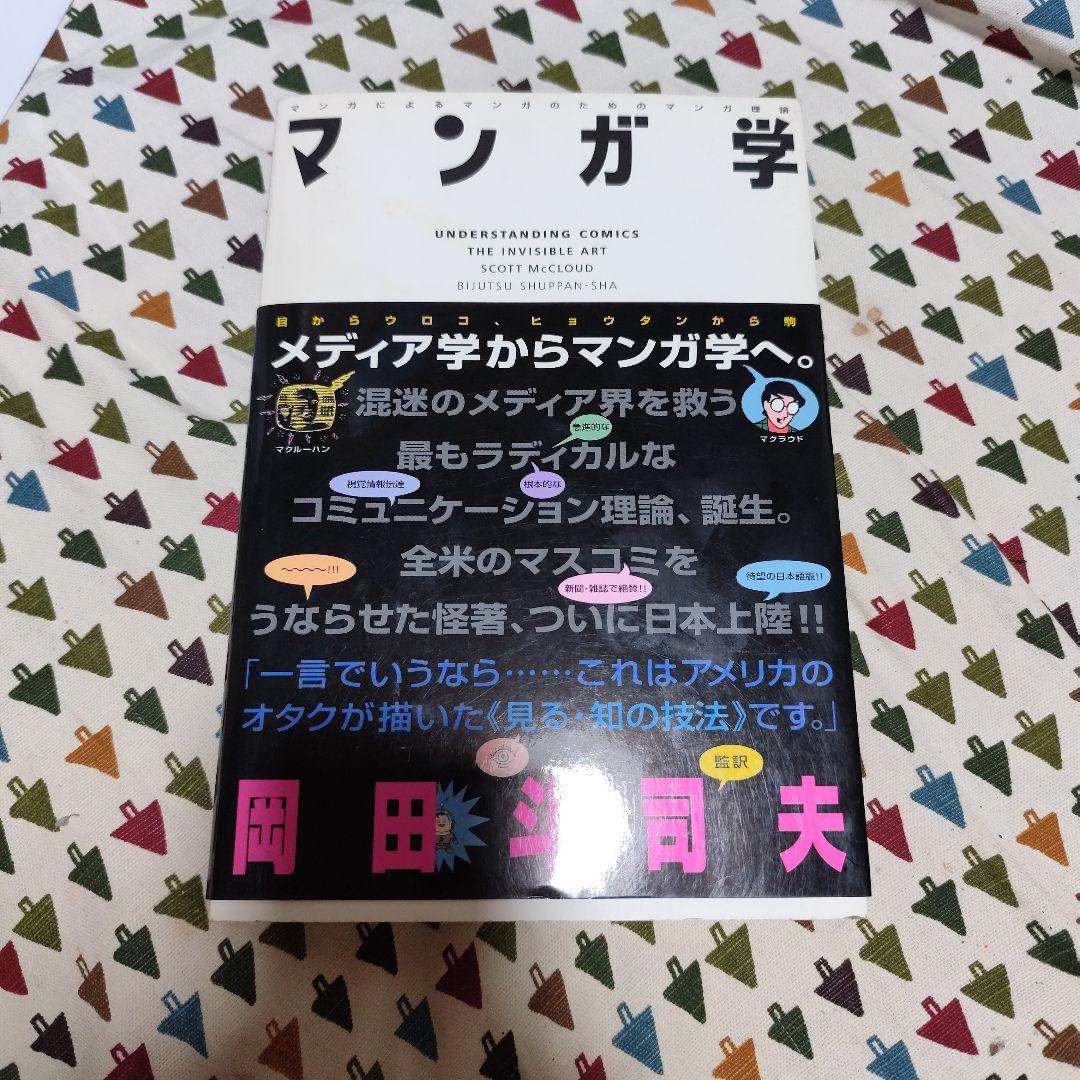 マンガによるマンガのためのマンガ理論
マンガ学
UNDERSTANDING COMICS
THE INVISIBLE ART
SCOTT McCLOUD
BIJUTSU SHUPPAN-SHA
目からウロコ、ヒョウタンから駒
メディア学からマンガ学へ。
混迷のメディア界を救う
マクルーハン
マクラウド
急進的な
最もラディカルな
視覚情報伝達
根本的な
コミュニケーション理論、誕生。
全米のマスコミを
〜〜〜〜!!!
新聞・雑誌で絶賛!!
待望の日本語版!!
うならせた怪著、ついに日本上陸!!
「一言でいうなら……これはアメリカの
オタクが描いた《見る・知の技法》です。」
監訳
岡田斗司夫